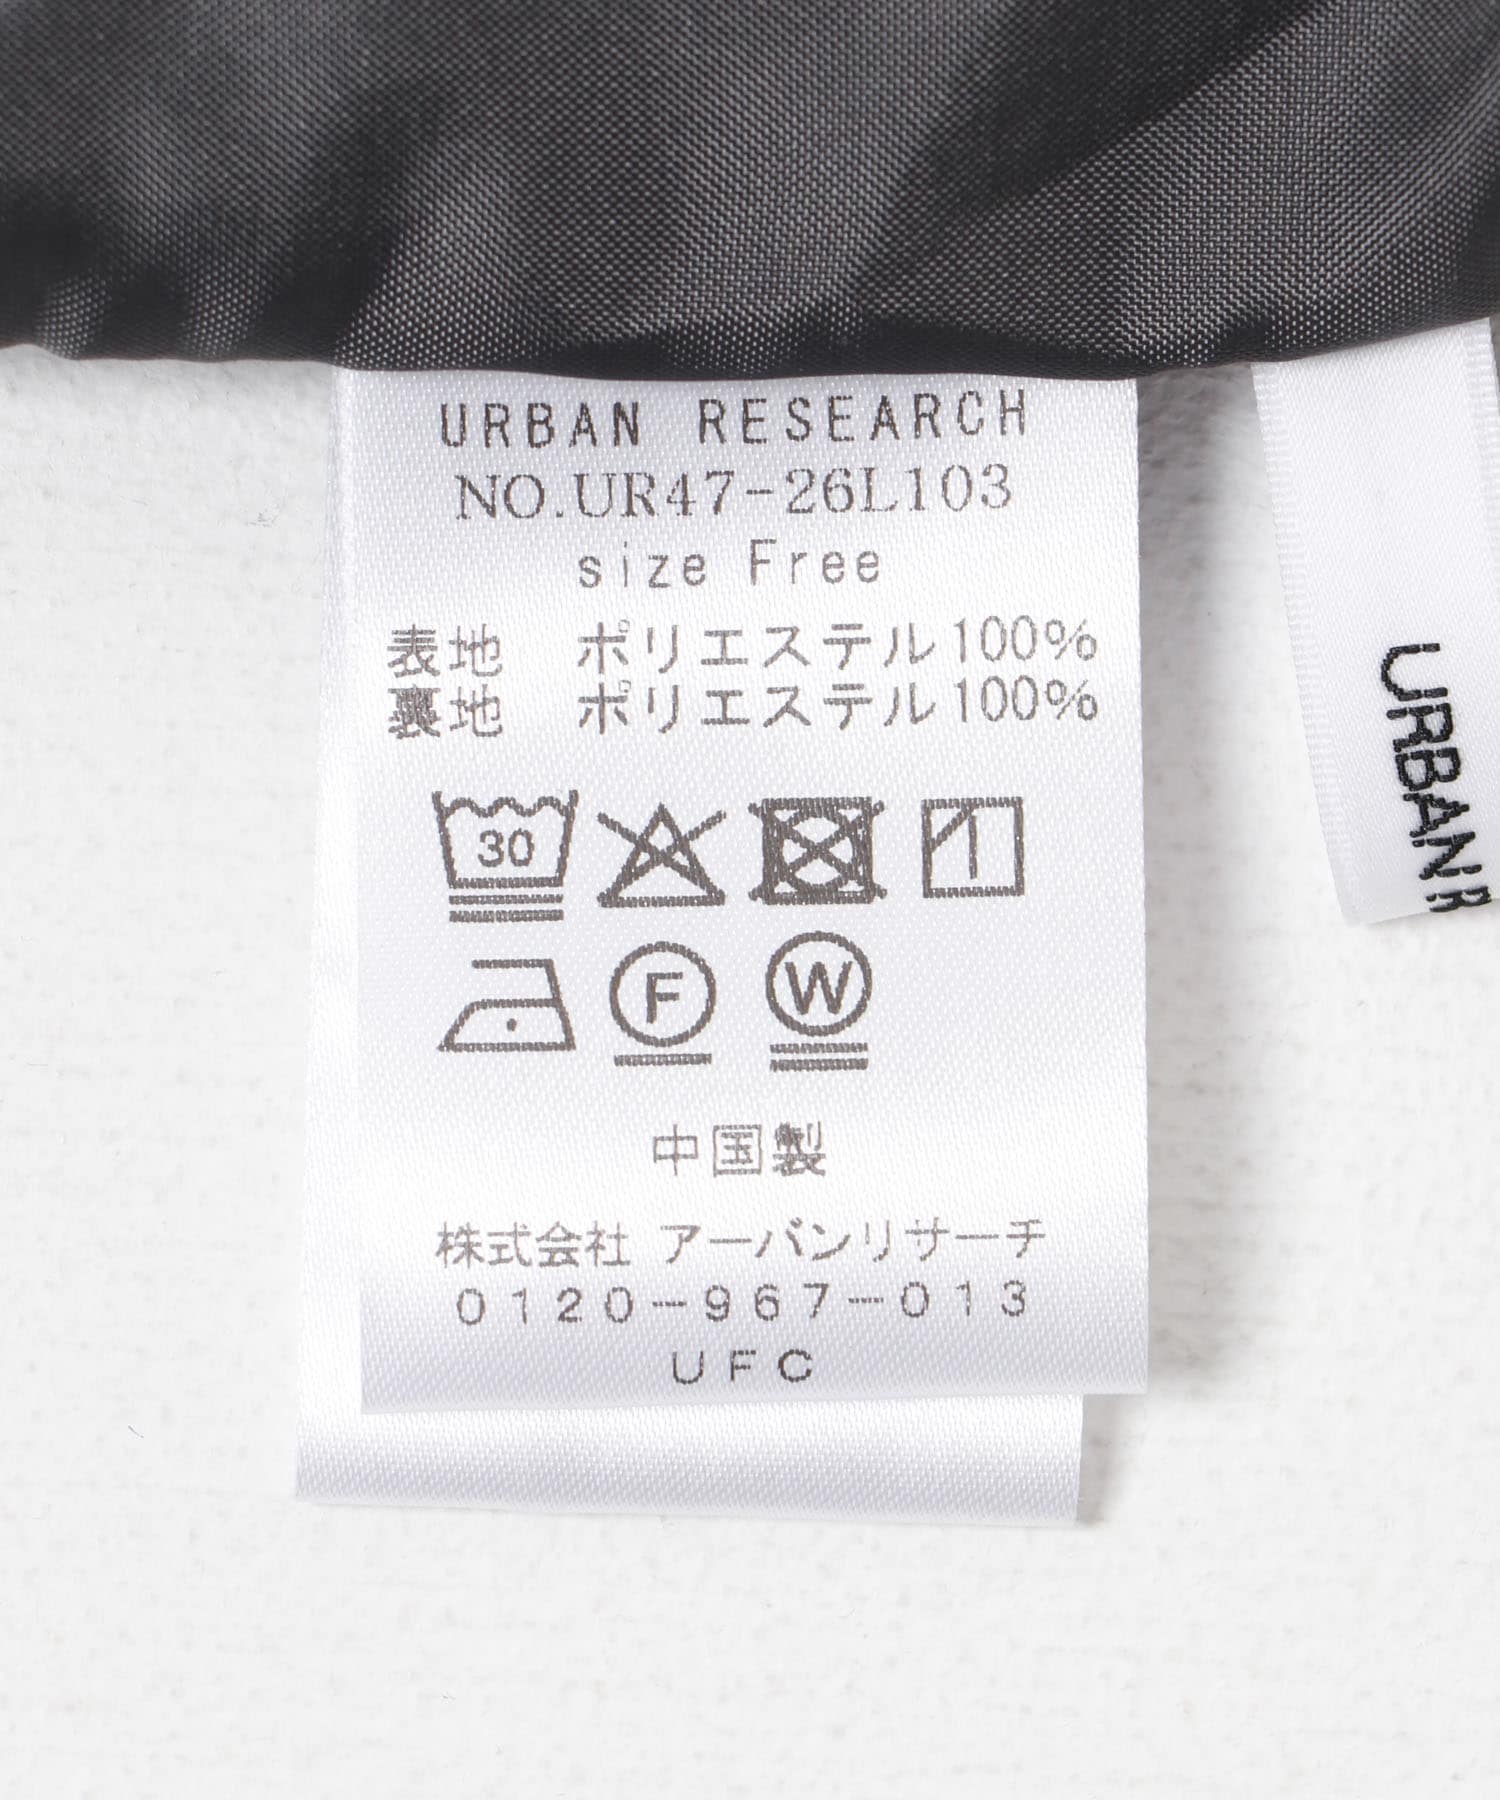 URBAN RESEARCH
NO.UR47-26L103
size Free
表地 ポリエステル100%
裏地 ポリエステル100%
30
F
W
中国製
株式会社 アーバンリサーチ
0120-967-013
UFC
URBAN R